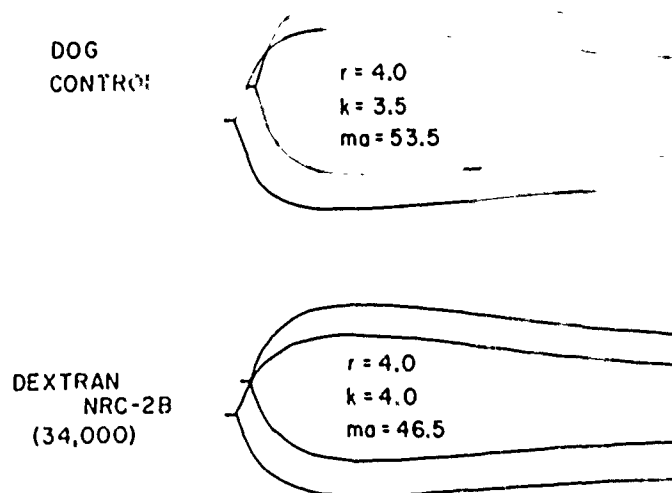 DOG
CONTROL
r = 4.0
k = 3.5
ma = 53.5
DEXTRAN
NRC-2B
(34,000)
r = 4.0
k = 4.0
ma = 46.5